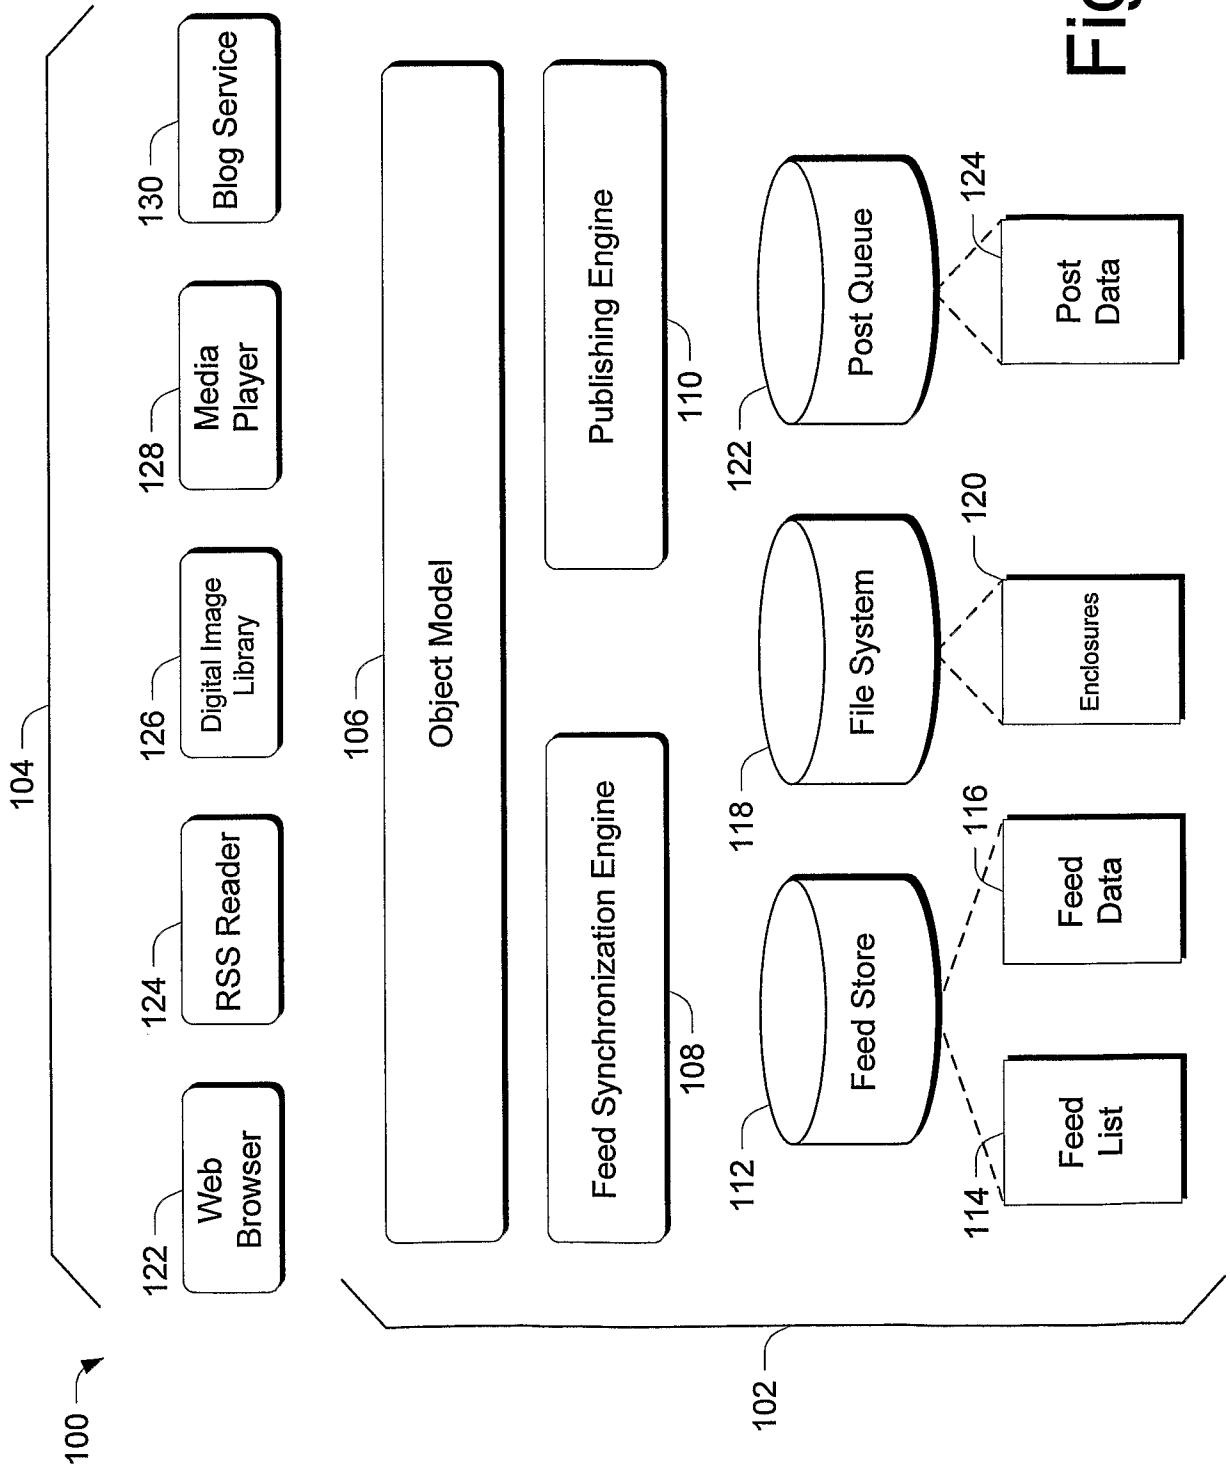 100
104
122
Web
Browser
124
RSS Reader
126
Digital Image
Library
128
Media
Player
130
Blog Service
102
106
Object Model
Feed Synchronization Engine
108
Publishing Engine
110
112
Feed Store
118
File System
122
Post Queue
114
Feed
List
116
Feed
Data
120
Enclosures
124
Post
Data
Fig